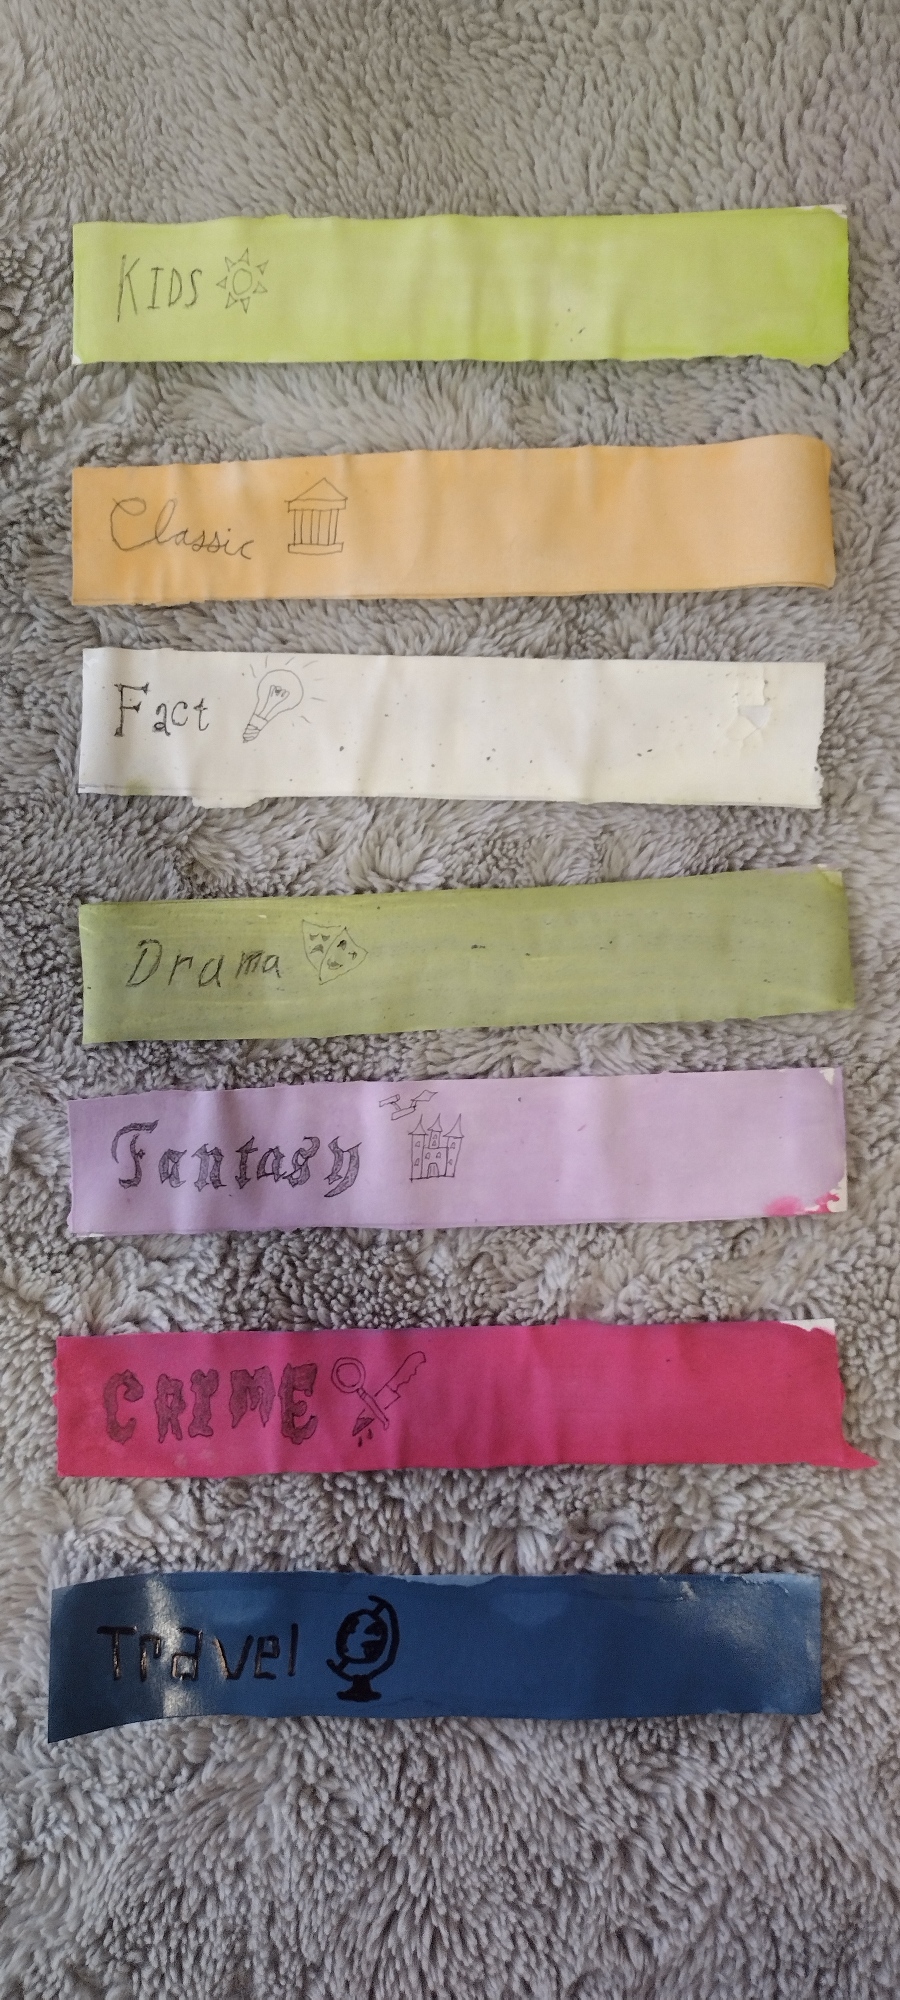 KIDS
Classic
Fact
Drama
Fantasy
CRIME
Travel